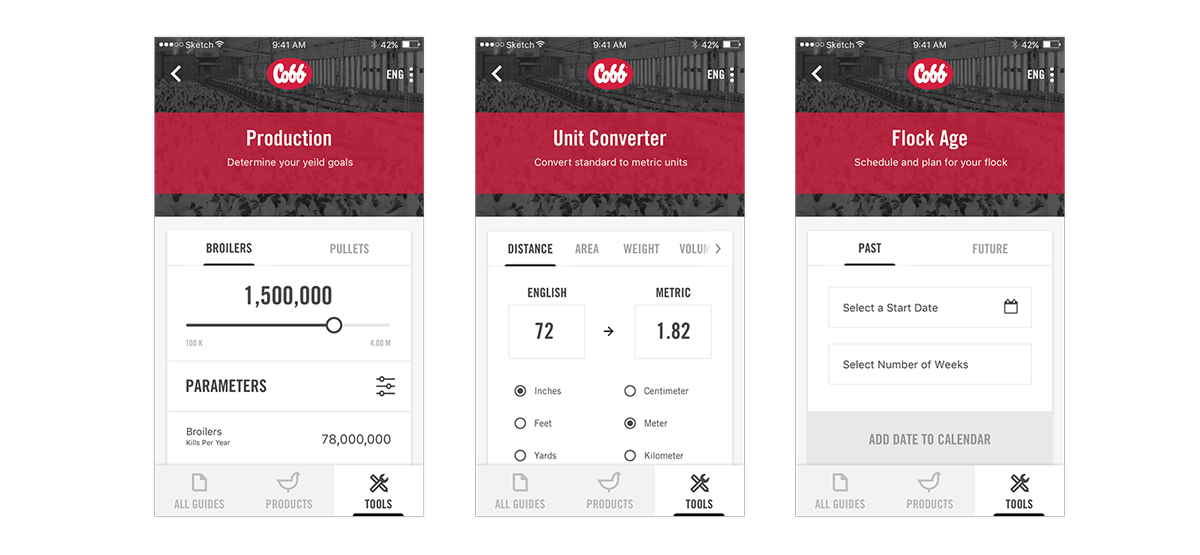 Sketch 9:41 AM 42%
Cobb ENG
Production
Determine your yeild goals
BROILERS PULLETS
1,500,000
100 K 4.00 M
PARAMETERS
Broilers
Kills Per Year 78,000,000
ALL GUIDES PRODUCTS TOOLS
Sketch 9:41 AM 42%
Cobb ENG
Unit Converter
Convert standard to metric units
DISTANCE AREA WEIGHT VOLUM
ENGLISH METRIC
72 → 1.82
Inches Centimeter
Feet Meter
Yards Kilometer
ALL GUIDES PRODUCTS TOOLS
Sketch 9:41 AM 42%
Cobb ENG
Flock Age
Schedule and plan for your flock
PAST FUTURE
Select a Start Date
Select Number of Weeks
ADD DATE TO CALENDAR
ALL GUIDES PRODUCTS TOOLS